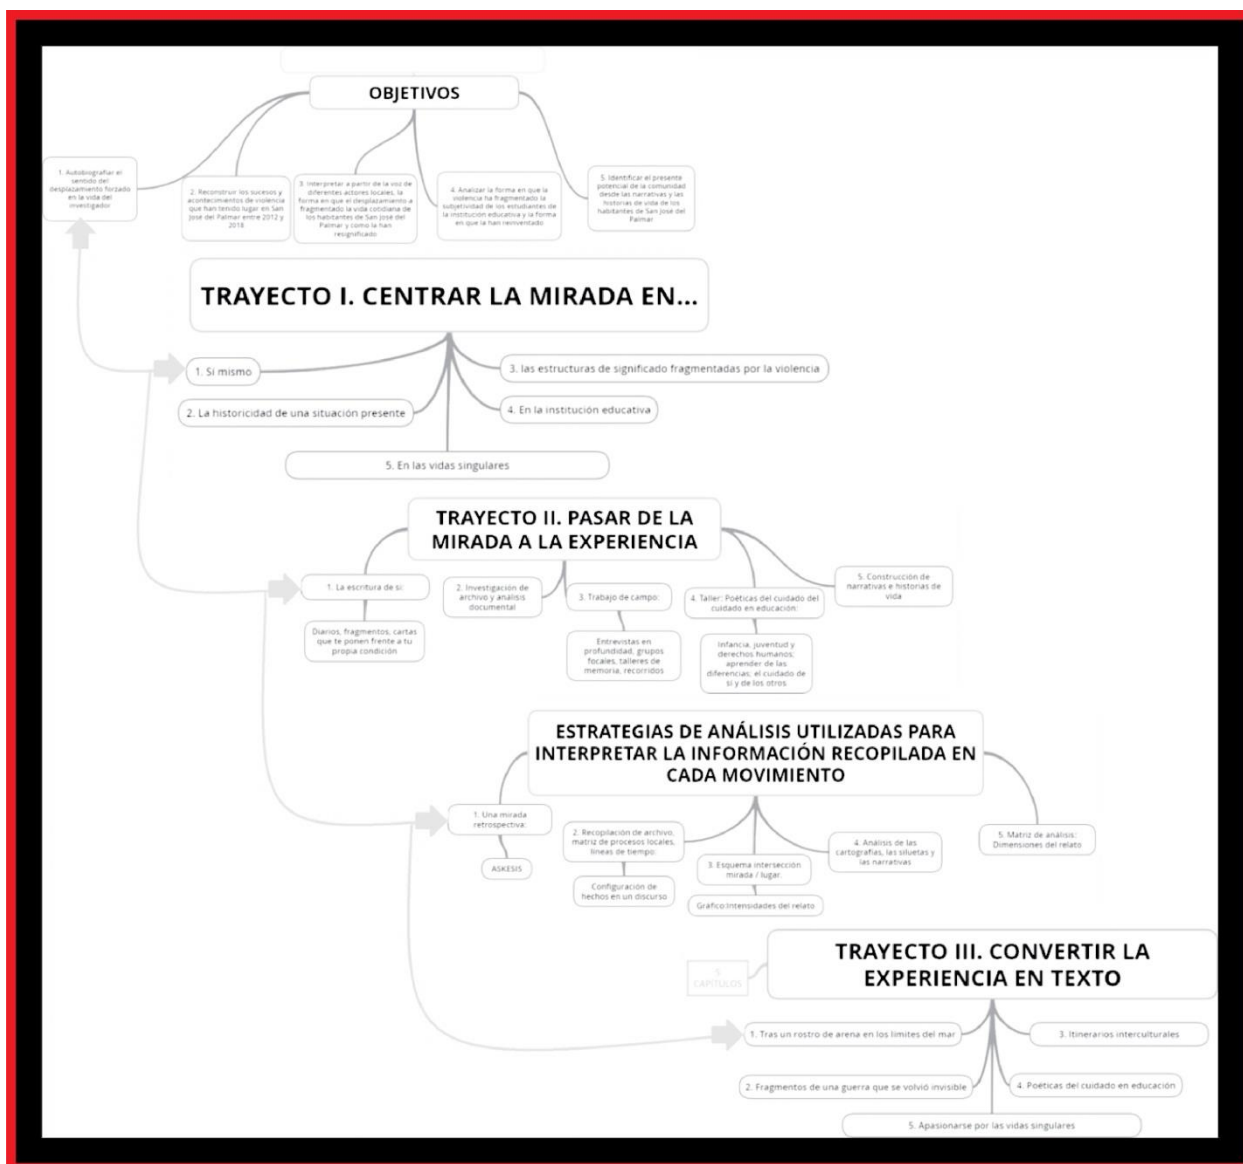 OBJETIVOS
1. Autobiografiar el
sentido del
desplazamiento forzado
en la vida del
investigador
2. Reconstruir los sucesos y
acontecimientos de violencia
que han tenido lugar en San
José del Palmar entre 2012 y
2018
3. Interpretar a partir de la voz de
diferentes actores locales, la
forma en que el desplazamiento a
fragmentado la vida cotidiana de
los habitantes de San José del
Palmar y como la han
resignificado
4. Analizar la forma en que la
violencia ha fragmentado la
subjetividad de los estudiantes de
la institución educativa y la forma
en que la han reinventado
5. Identificar el presente
potencial de la comunidad
desde las narrativas y las
historias de vida de los
habitantes de San José del
Palmar
TRAYECTO I. CENTRAR LA MIRADA EN...
1. Si mismo
2. La historicidad de una situación presente
3. las estructuras de significado fragmentadas por la violencia
4. En la institución educativa
5. En las vidas singulares
TRAYECTO II. PASAR DE LA
MIRADA A LA EXPERIENCIA
1. La escritura de si:
Diarios, fragmentos, cartas
que te ponen frente a tu
propia condición
2. Investigación de
archivo y análisis
documental
3. Trabajo de campo:
Entrevistas en
profundidad, grupos
focales, talleres de
memoria, recorridos
4. Taller: Poéticas del cuidado del
cuidado en educación:
Infancia, juventud y
derechos humanos;
aprender de las
diferencias; el cuidado de
si y de los otros
5. Construcción de
narrativas e historias de
vida
ESTRATEGIAS DE ANÁLISIS UTILIZADAS PARA
INTERPRETAR LA INFORMACIÓN RECOPILADA EN
CADA MOVIMIENTO
1. Una mirada
retrospectiva:
ASKESIS
2. Recopilación de archivo,
matriz de procesos locales,
líneas de tiempo:
Configuración de
hechos en un discurso
3. Esquema intersección
mirada / lugar.
Gráfico:Intensidades del relato
4. Análisis de las
cartografías, las siluetas y
las narrativas
5. Matriz de análisis:
Dimensiones del relato
TRAYECTO III. CONVERTIR LA
EXPERIENCIA EN TEXTO
5
CAPÍTULOS
1. Tras un rostro de arena en los límites del mar
2. Fragmentos de una guerra que se volvió invisible
3. Itinerarios interculturales
4. Poéticas del cuidado en educación
5. Apasionarse por las vidas singulares